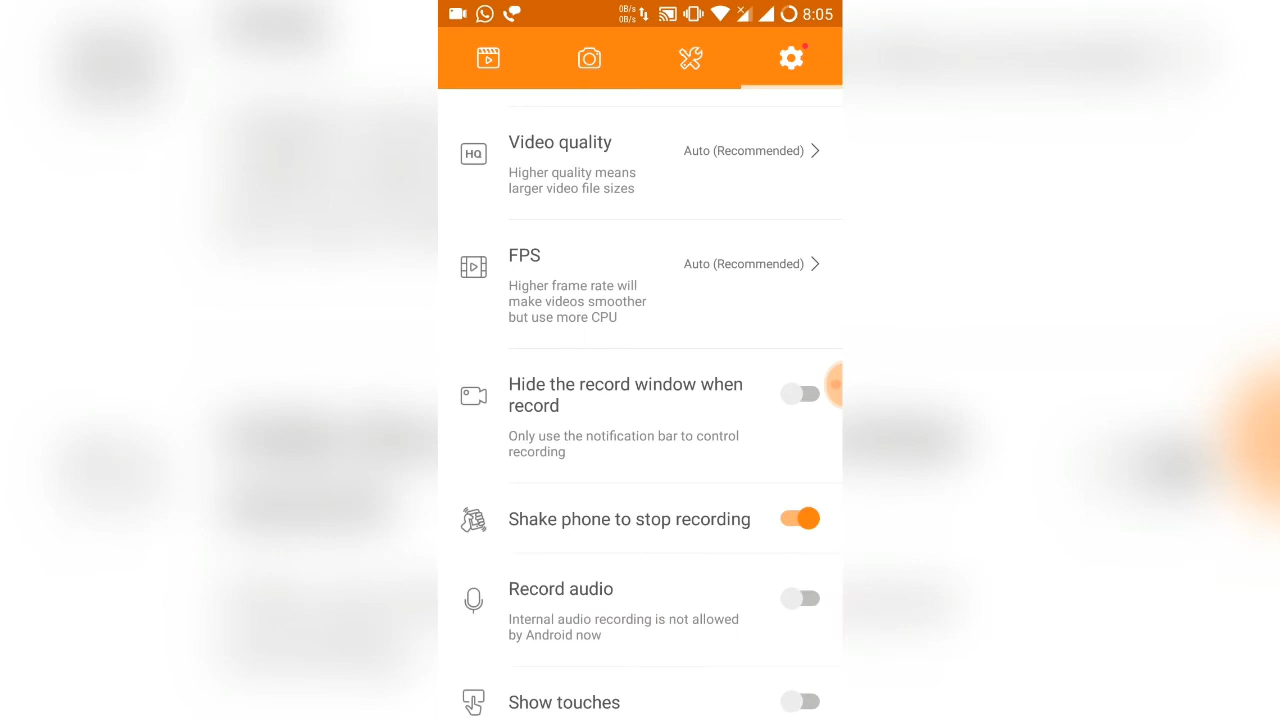 0B/s
0B/s
8:05
Video quality
Auto (Recommended)
HQ
Higher quality means
larger video file sizes
FPS
Auto (Recommended)
Higher frame rate will
make videos smoother
but use more CPU
Hide the record window when
record
Only use the notification bar to control
recording
Shake phone to stop recording
Record audio
Internal audio recording is not allowed
by Android now
Show touches